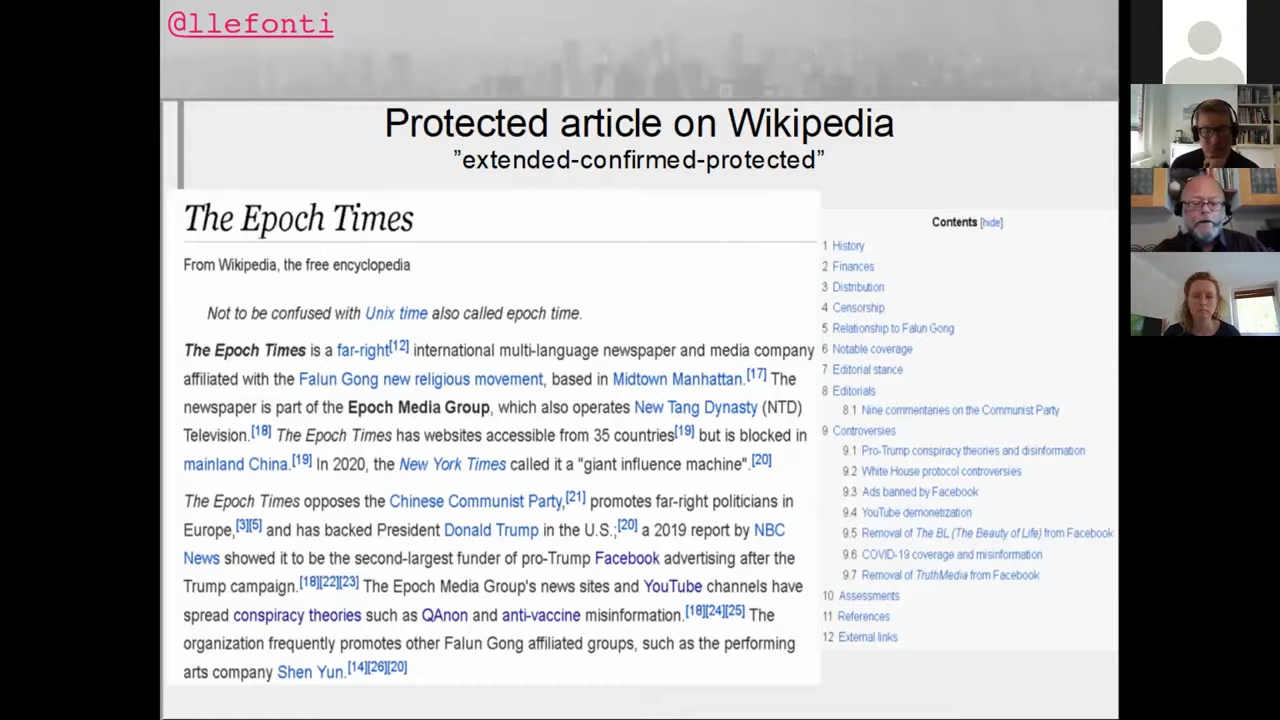 @llefonti
Protected article on Wikipedia
”extended-confirmed-protected”
The Epoch Times
From Wikipedia, the free encyclopedia
Not to be confused with Unix time also called epoch time.
The Epoch Times is a far-right[12] international multi-language newspaper and media company
affiliated with the Falun Gong new religious movement, based in Midtown Manhattan.[17] The
newspaper is part of the Epoch Media Group, which also operates New Tang Dynasty (NTD)
Television.[18] The Epoch Times has websites accessible from 35 countries[19] but is blocked in
mainland China.[19] In 2020, the New York Times called it a "giant influence machine".[20]
The Epoch Times opposes the Chinese Communist Party,[21] promotes far-right politicians in
Europe,[3][5] and has backed President Donald Trump in the U.S.;[20] a 2019 report by NBC
News showed it to be the second-largest funder of pro-Trump Facebook advertising after the
Trump campaign.[18][22][23] The Epoch Media Group's news sites and YouTube channels have
spread conspiracy theories such as QAnon and anti-vaccine misinformation.[18][24][25] The
organization frequently promotes other Falun Gong affiliated groups, such as the performing
arts company Shen Yun.[14][26][20]
Contents [hide]
1 History
2 Finances
3 Distribution
4 Censorship
5 Relationship to Falun Gong
6 Notable coverage
7 Editorial stance
8 Editorials
8.1 Nine commentaries on the Communist Party
9 Controversies
9.1 Pro-Trump conspiracy theories and disinformation
9.2 White House protocol controversies
9.3 Ads banned by Facebook
9.4 YouTube demonetization
9.5 Removal of The BL (The Beauty of Life) from Facebook
9.6 COVID-19 coverage and misinformation
9.7 Removal of TruthMedia from Facebook
10 Assessments
11 References
12 External links